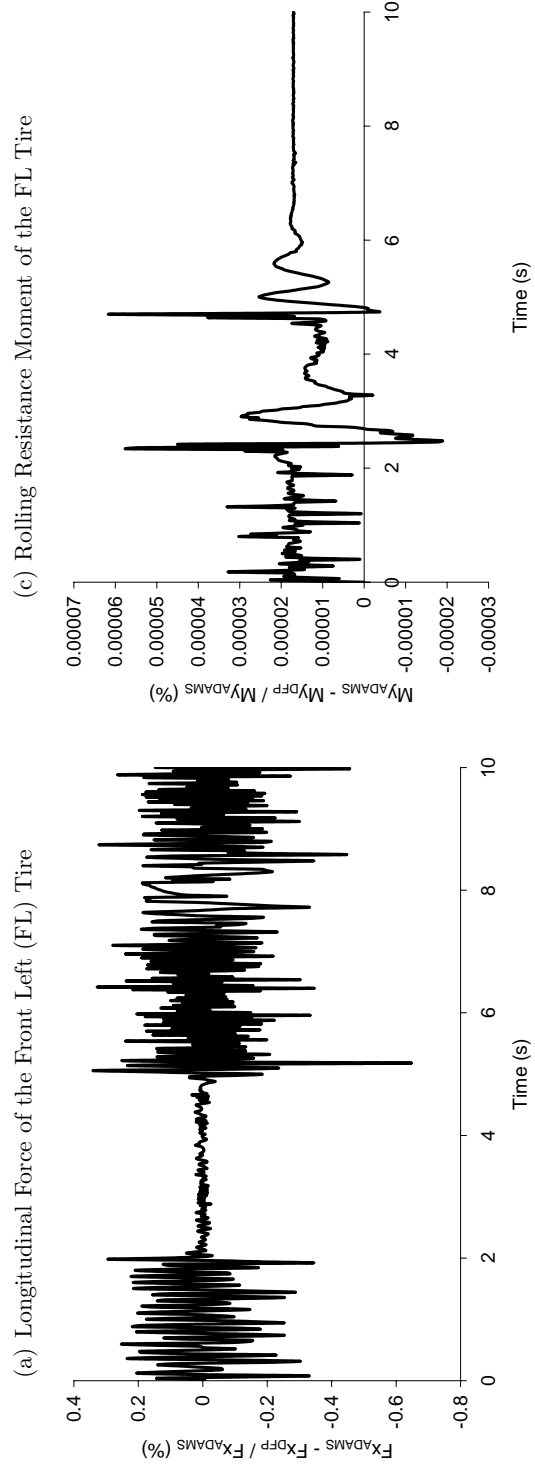 (a) Longitudinal Force of the Front Left (FL) Tire
0.4
0.2
0
-0.2
-0.4
-0.6
-0.8
0 2 4 6 8 10
Time (s)
FxADAMS - FxDFP / FxADAMS (%)
(c) Rolling Resistance Moment of the FL Tire
0.00007
0.00006
0.00005
0.00004
0.00003
0.00002
0.00001
0
-0.00001
-0.00002
-0.00003
0 2 4 6 8 10
Time (s)
MyADAMS - MyDFP / MyADAMS (%)